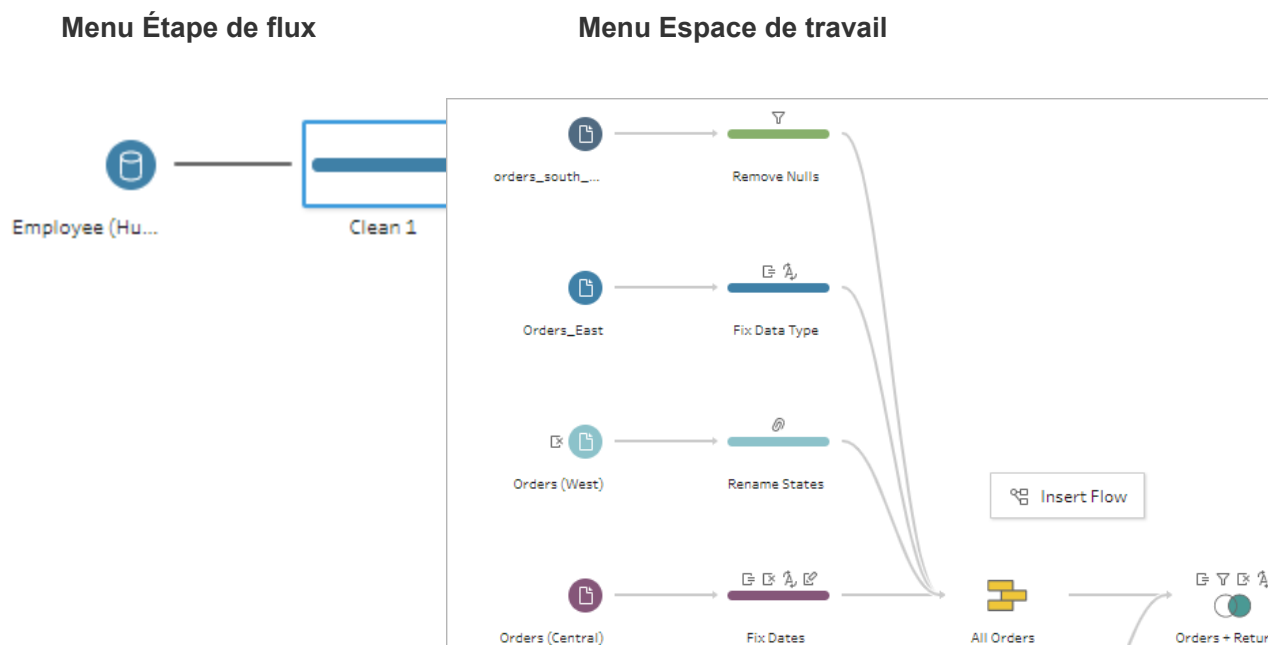 Menu Étape de flux
Menu Espace de travail
Employee (Hu...
Clean 1
orders_south_...
Remove Nulls
Orders_East
Fix Data Type
Orders (West)
Rename States
Insert Flow
Orders (Central)
Fix Dates
All Orders
Orders + Retur